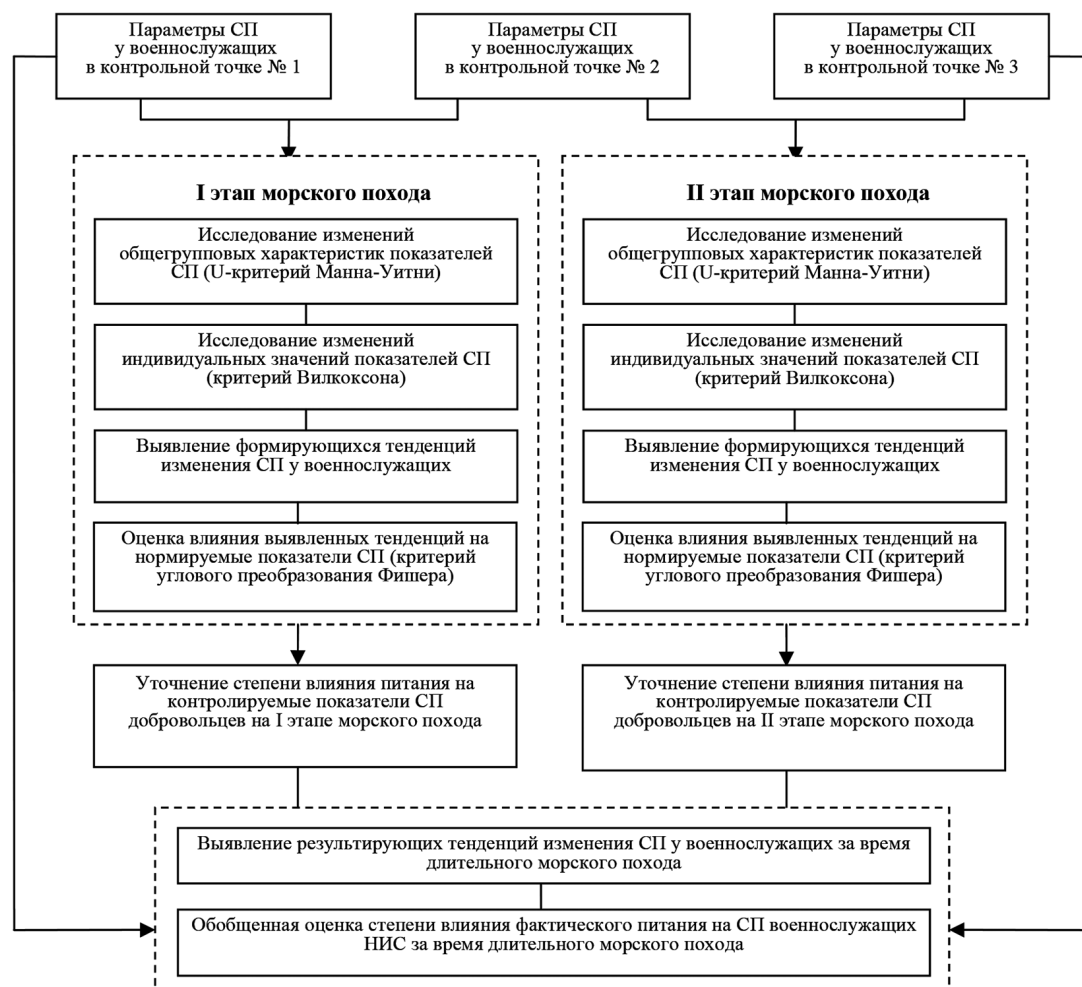 Параметры СП
у военнослужащих
в контрольной точке № 1
Параметры СП
у военнослужащих
в контрольной точке № 2
Параметры СП
у военнослужащих
в контрольной точке № 3
I этап морского похода
Исследование изменений
общегрупповых характеристик показателей
СП (U-критерий Манна-Уитни)
Исследование изменений
индивидуальных значений показателей СП
(критерий Вилкоксона)
Выявление формирующихся тенденций
изменения СП у военнослужащих
Оценка влияния выявленных тенденций на
нормируемые показатели СП (критерий
углового преобразования Фишера)
II этап морского похода
Исследование изменений
общегрупповых характеристик показателей
СП (U-критерий Манна-Уитни)
Исследование изменений
индивидуальных значений показателей СП
(критерий Вилкоксона)
Выявление формирующихся тенденций
изменения СП у военнослужащих
Оценка влияния выявленных тенденций на
нормируемые показатели СП (критерий
углового преобразования Фишера)
Уточнение степени влияния питания на
контролируемые показатели СП
добровольцев на I этапе морского похода
Уточнение степени влияния питания на
контролируемые показатели СП
добровольцев на II этапе морского похода
Выявление результирующих тенденций изменения СП у военнослужащих за время
длительного морского похода
Обобщенная оценка степени влияния фактического питания на СП военнослужащих
НИС за время длительного морского похода